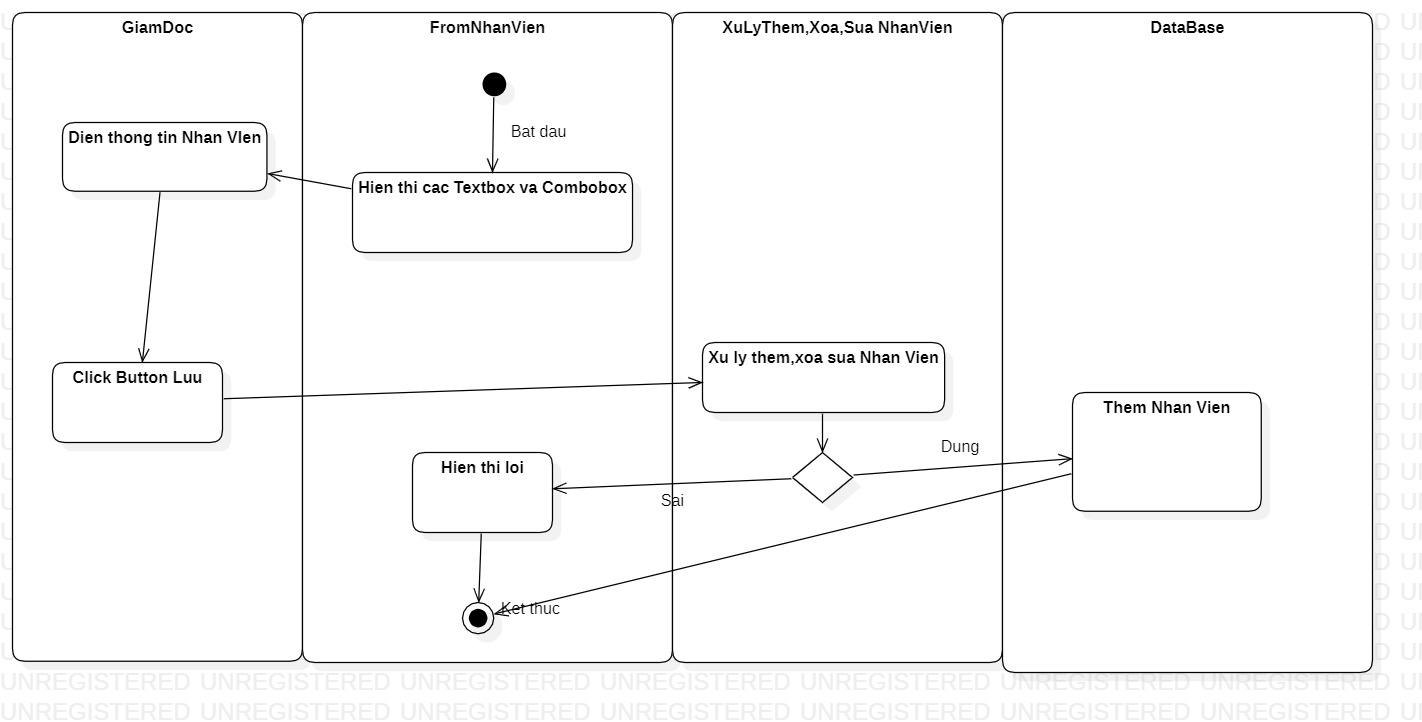 GiamDoc
FromNhanVien
XuLyThem,Xoa,Sua NhanVien
DataBase
Bat dau
Dien thong tin Nhan VIen
Hien thi cac Textbox va Combobox
Click Button Luu
Xu ly them,xoa sua Nhan Vien
Them Nhan Vien
Dung
Hien thi loi
Sai
Ket thuc
UNREGISTERED UNREGISTERED UNREGISTERED UNREGISTERED UNREGISTERED UNREGISTERED UNREGISTERED UN
UNREGISTERED UNREGISTERED UNREGISTERED UNREGISTERED UNREGISTERED UNREGISTERED UNREGISTERED UN